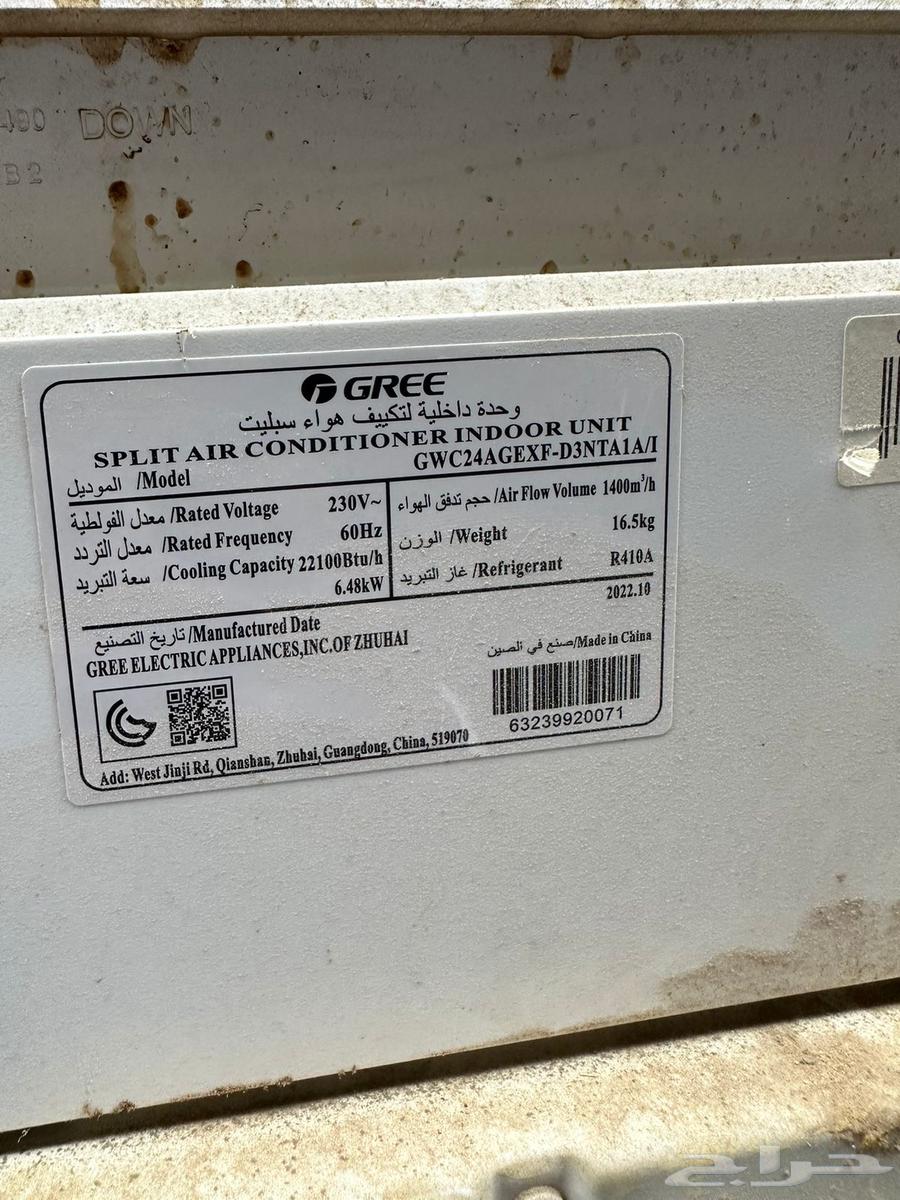 DOWN
B2
GREE
وحدة داخلية لتكييف هواء سبليت
SPLIT AIR CONDITIONER INDOOR UNIT
الموديل /Model GWC24AGEXF-D3NTA1A/I
معدل الفولطية /Rated Voltage 230V~
معدل التردد /Rated Frequency 60Hz
سعة التبريد /Cooling Capacity 22100Btu/h
6.48kW
حجم تدفق الهواء /Air Flow Volume 1400m³/h
الوزن /Weight 16.5kg
غاز التبريد /Refrigerant R410A
تاريخ التصنيع /Manufactured Date 2022.10
GREE ELECTRIC APPLIANCES,INC.OF ZHUHAI
صنع في الصين/Made in China
63239920071
Add: West Jinji Rd, Qianshan, Zhuhai, Guangdong, China, 519070
حراج